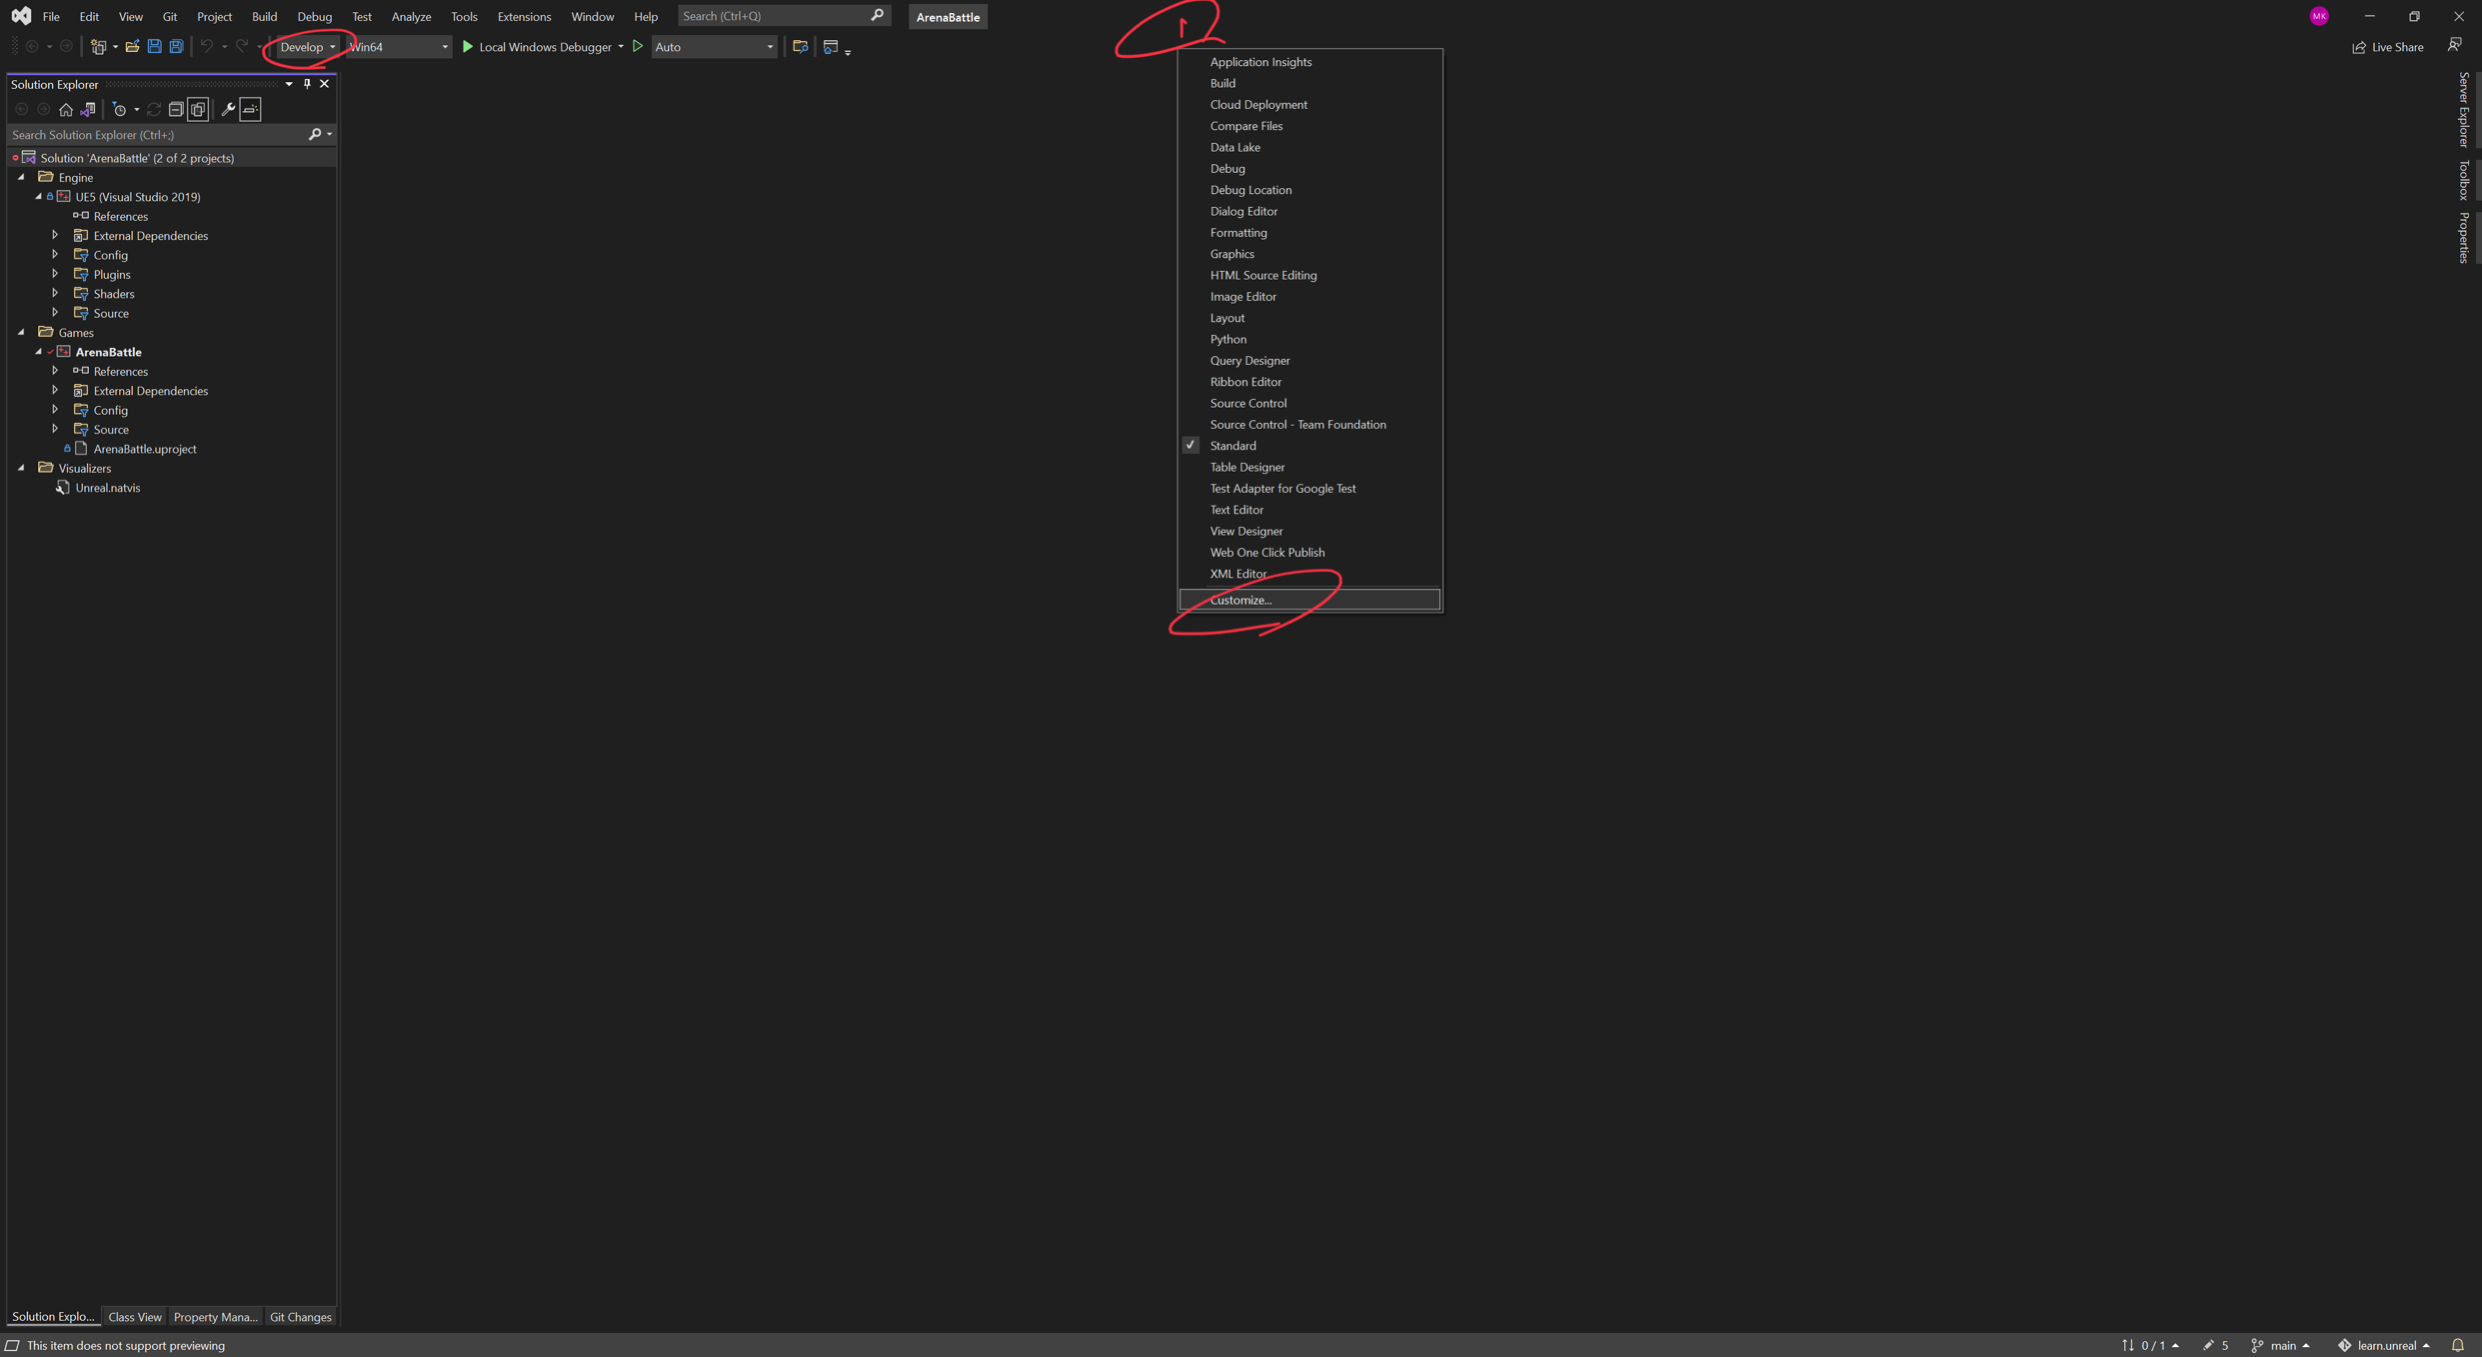 File Edit View Git Project Build Debug Test Analyze Tools Extensions Window Help Search (Ctrl+Q) ArenaBattle MK
Develop Win64 Local Windows Debugger Auto Live Share
1
Solution Explorer
Search Solution Explorer (Ctrl+;)
Solution 'ArenaBattle' (2 of 2 projects)
Engine
UE5 (Visual Studio 2019)
References
External Dependencies
Config
Plugins
Shaders
Source
Games
ArenaBattle
References
External Dependencies
Config
Source
ArenaBattle.uproject
Visualizers
Unreal.natvis
Application Insights
Build
Cloud Deployment
Compare Files
Data Lake
Debug
Debug Location
Dialog Editor
Formatting
Graphics
HTML Source Editing
Image Editor
Layout
Python
Query Designer
Ribbon Editor
Source Control
Source Control - Team Foundation
Standard
Table Designer
Test Adapter for Google Test
Text Editor
View Designer
Web One Click Publish
XML Editor
Customize...
Server Explorer
Toolbox
Properties
Solution Explo... Class View Property Mana... Git Changes
This item does not support previewing 0 / 1 5 main learn.unreal